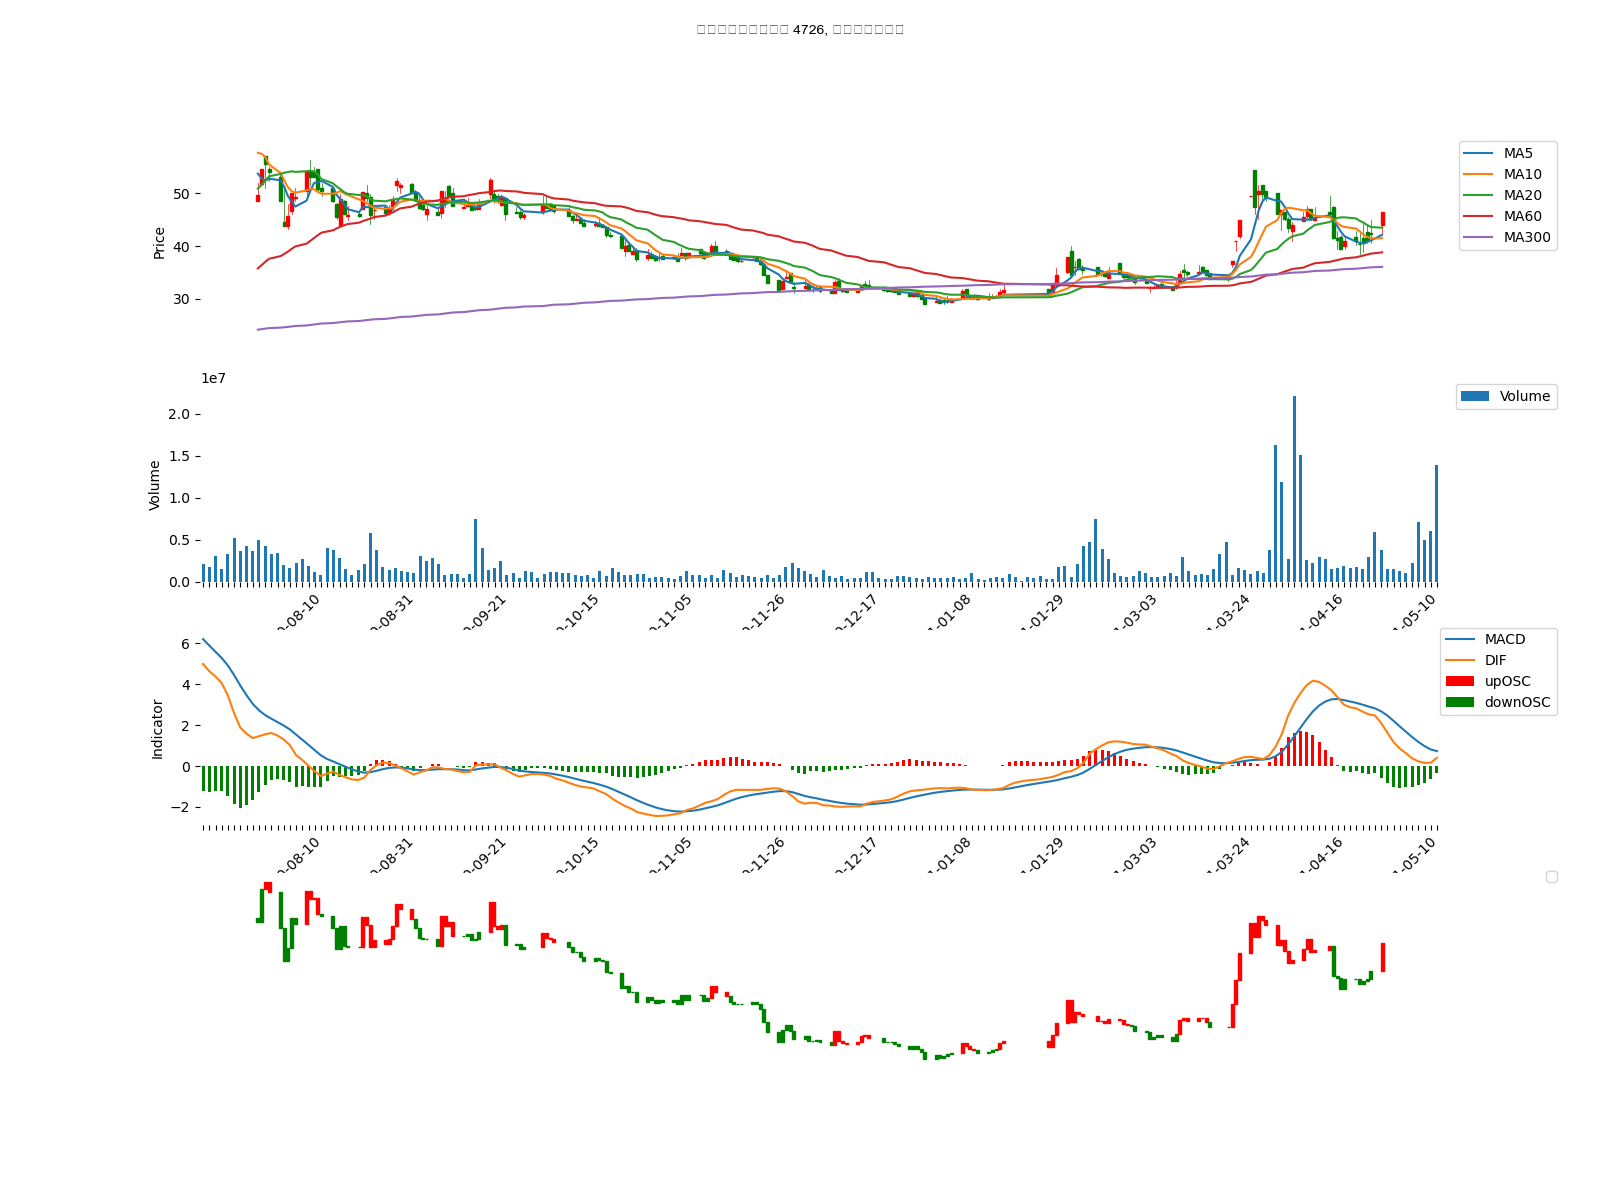 4726,
MA5
MA10
MA20
MA60
MA300
Price
50
40
30
1e7
Volume
Volume
2.0
1.5
1.0
0.5
0.0
-08-10
-08-31
-09-21
-10-15
-11-05
-11-26
-12-17
-01-08
-01-29
-03-03
-03-24
-04-16
-05-10
MACD
DIF
upOSC
downOSC
Indicator
6
4
2
0
−2
-08-10
-08-31
-09-21
-10-15
-11-05
-11-26
-12-17
-01-08
-01-29
-03-03
-03-24
-04-16
-05-10